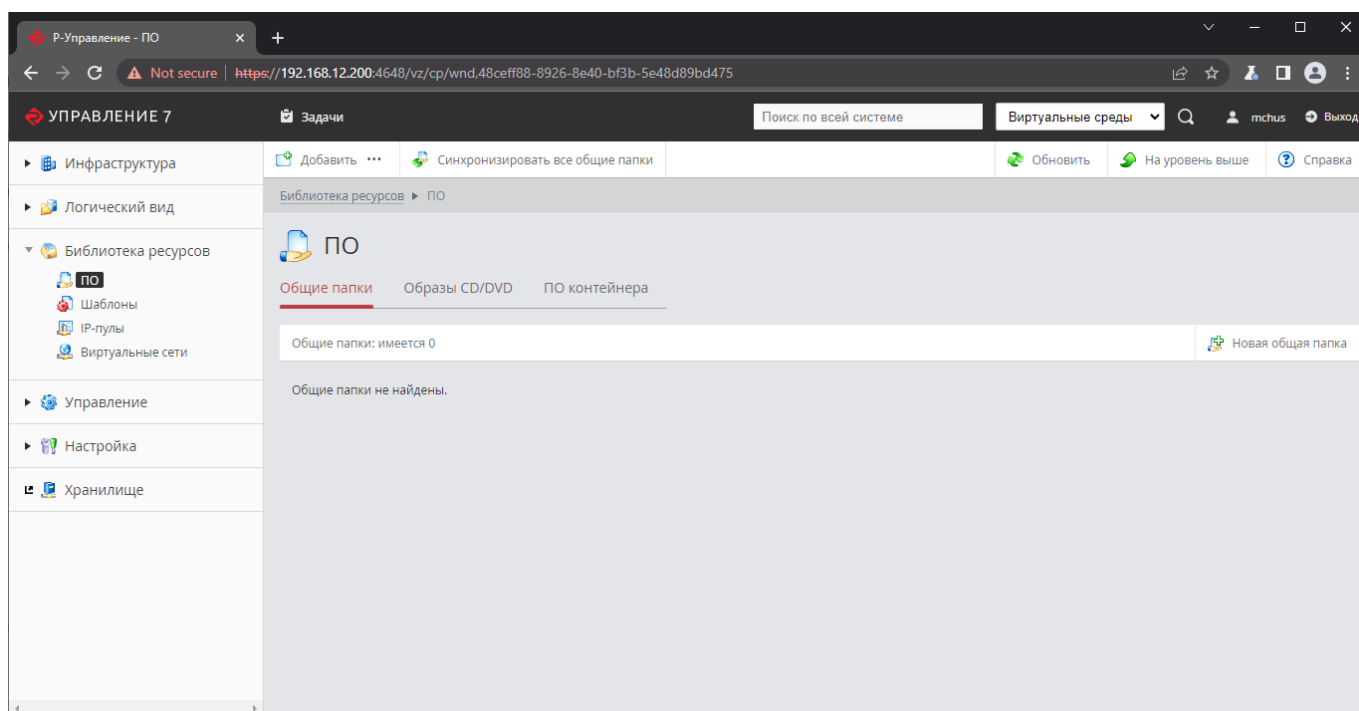 Р-Управление - ПО
Not secure https://192.168.12.200:4648/vz/cp/wnd,48ceff88-8926-8e40-bf3b-5e48d89bd475
УПРАВЛЕНИЕ 7 Задачи Поиск по всей системе Виртуальные среды mchus Выход
Инфраструктура
Логический вид
Библиотека ресурсов
ПО
Шаблоны
IP-пулы
Виртуальные сети
Управление
Настройка
Хранилище
Добавить ••• Синхронизировать все общие папки Обновить На уровень выше Справка
Библиотека ресурсов ▸ ПО
ПО
Общие папки Образы CD/DVD ПО контейнера
Общие папки: имеется 0 Новая общая папка
Общие папки не найдены.